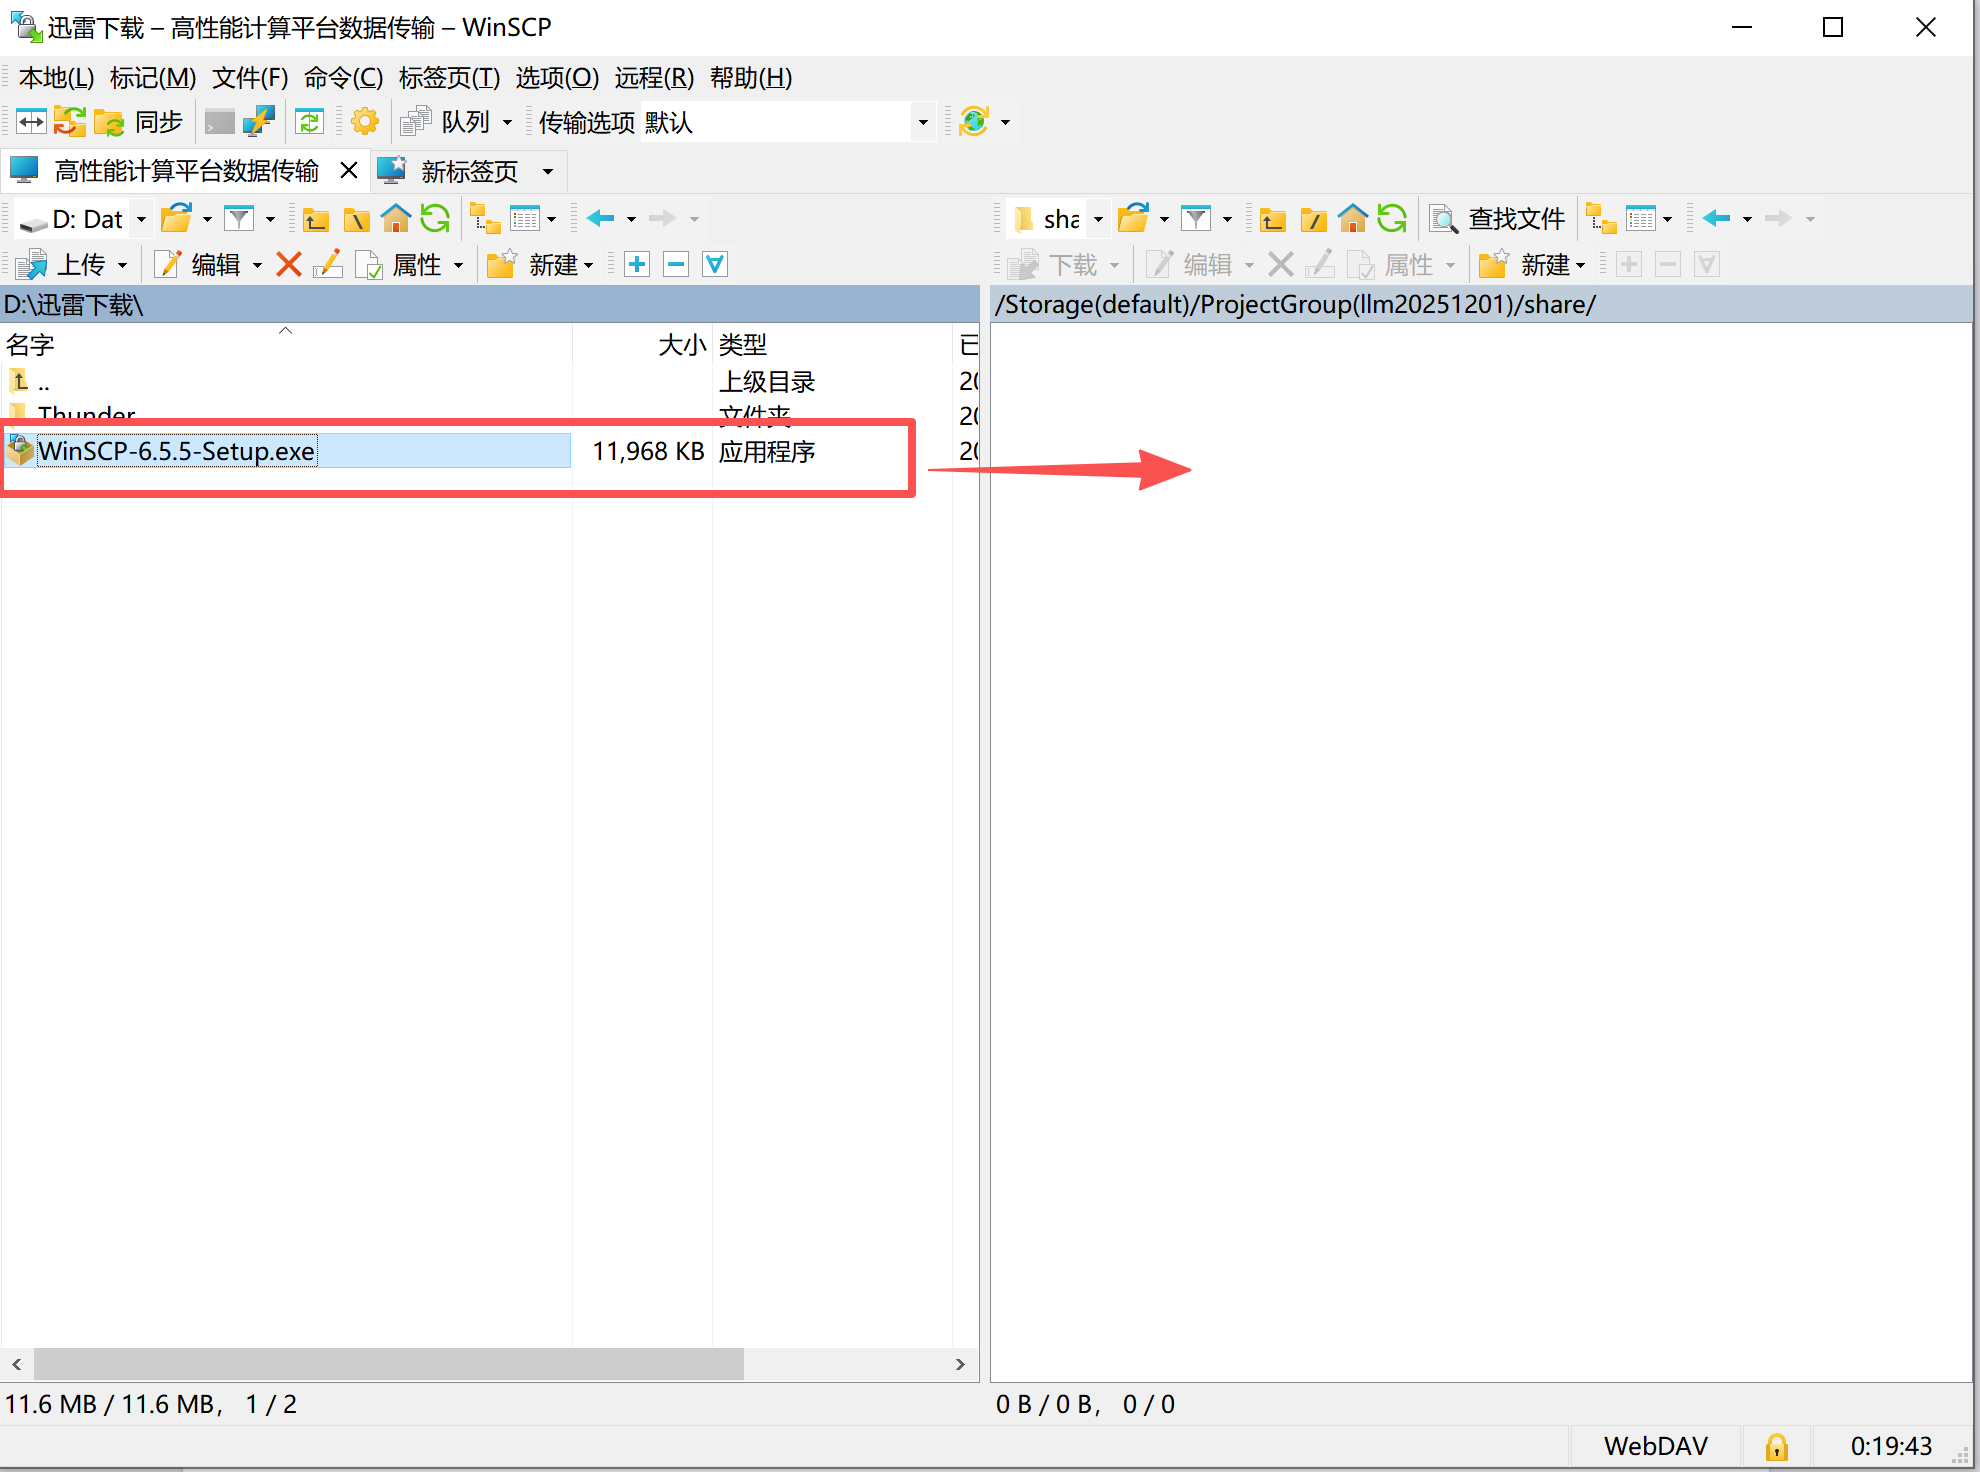 迅雷下载 – 高性能计算平台数据传输 – WinSCP
本地(L) 标记(M) 文件(F) 命令(C) 标签页(T) 选项(O) 远程(R) 帮助(H)
同步 队列 传输选项 默认
高性能计算平台数据传输 新标签页
D: Dat
sha 查找文件
上传 编辑 属性 新建
下载 编辑 属性 新建
D:\迅雷下载\
/Storage(default)/ProjectGroup(llm20251201)/share/
名字 大小 类型 已
.. 上级目录 20
Thunder 文件夹 20
WinSCP-6.5.5-Setup.exe 11,968 KB 应用程序 20
11.6 MB / 11.6 MB， 1 / 2
0 B / 0 B， 0 / 0
WebDAV 0:19:43